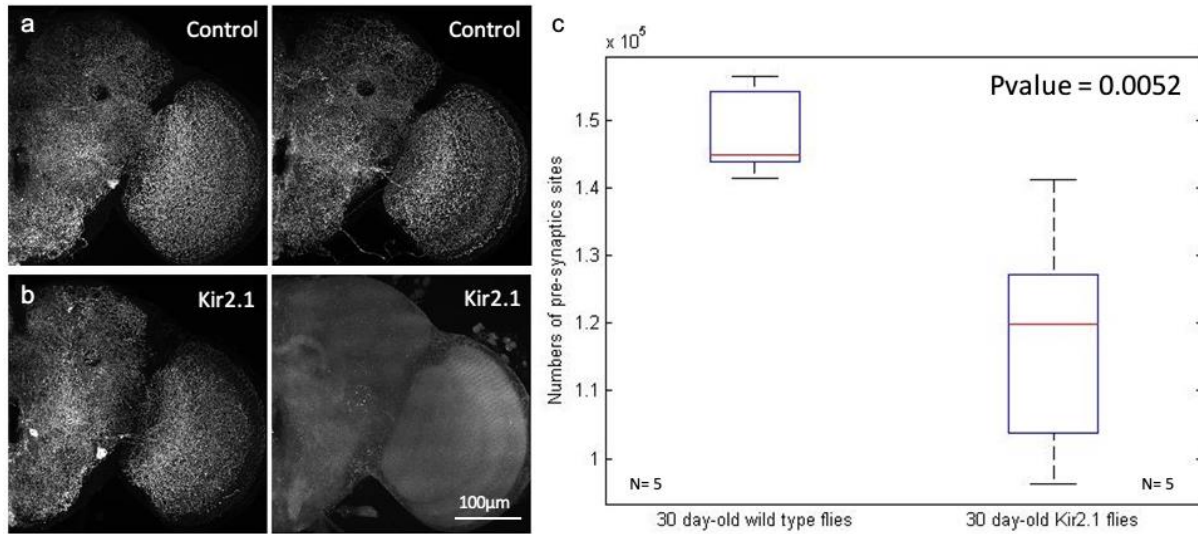 a
Control
Control
b
Kir2.1
Kir2.1
100μm
c
x 10⁵
Pvalue = 0.0052
Numbers of pre-synaptics sites
1.5
1.4
1.3
1.2
1.1
1
N= 5
N= 5
30 day-old wild type flies
30 day-old Kir2.1 flies